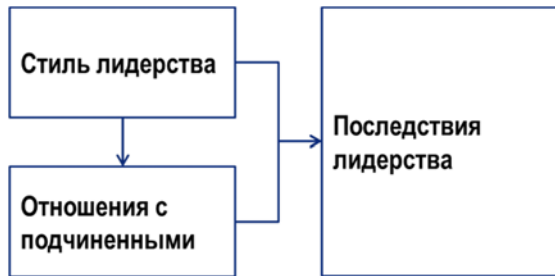 Стиль лидерства
Отношения с
подчиненными
Последствия
лидерства